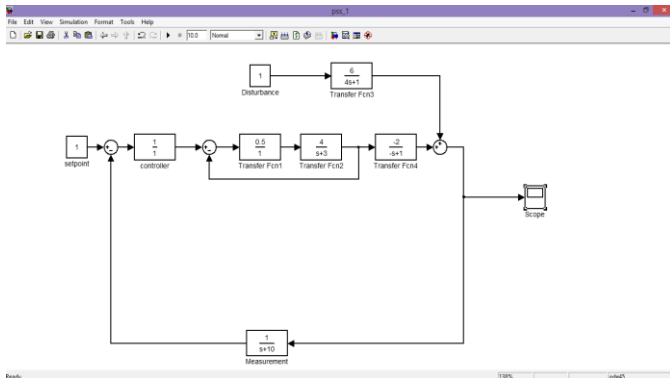 pss_1
File Edit View Simulation Format Tools Help
10.0 Normal
1
Disturbance
6
4s+1
Transfer Fcn3
1
setpoint
1
1
controller
0.5
1
Transfer Fcn1
4
s+3
Transfer Fcn2
-2
-s+1
Transfer Fcn4
Scope
1
s+10
Measurement
Ready
138% ode45